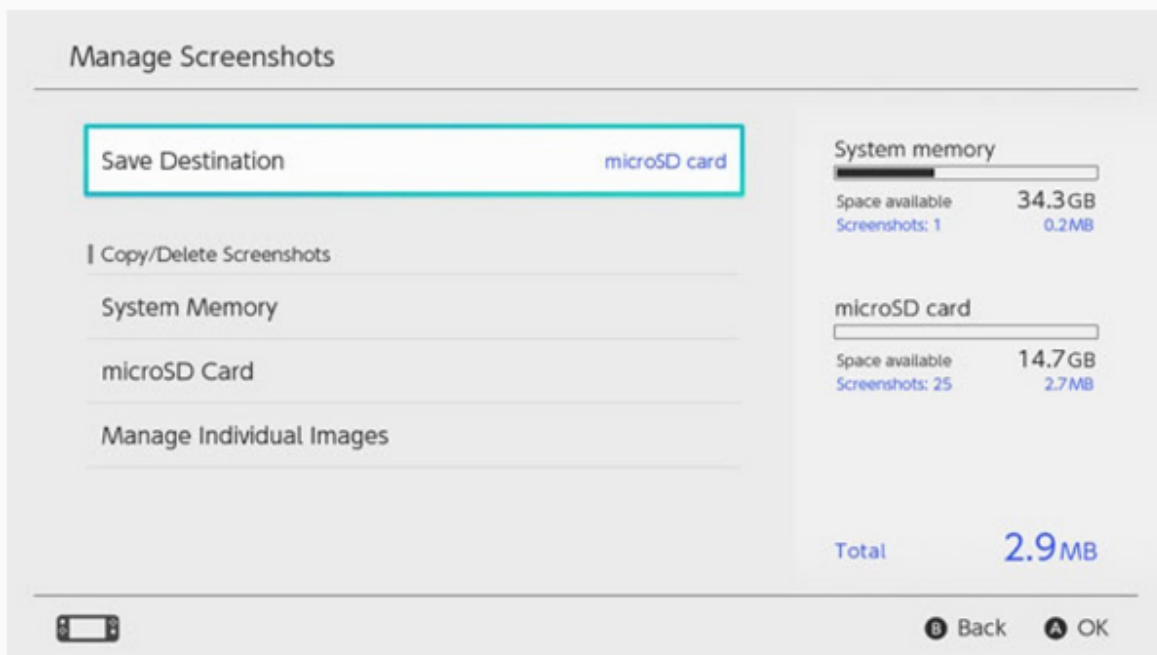 Manage Screenshots
Save Destination microSD card
Copy/Delete Screenshots
System Memory
microSD Card
Manage Individual Images
System memory
Space available 34.3GB
Screenshots: 1 0.2MB
microSD card
Space available 14.7GB
Screenshots: 25 2.7MB
Total 2.9MB
B Back A OK